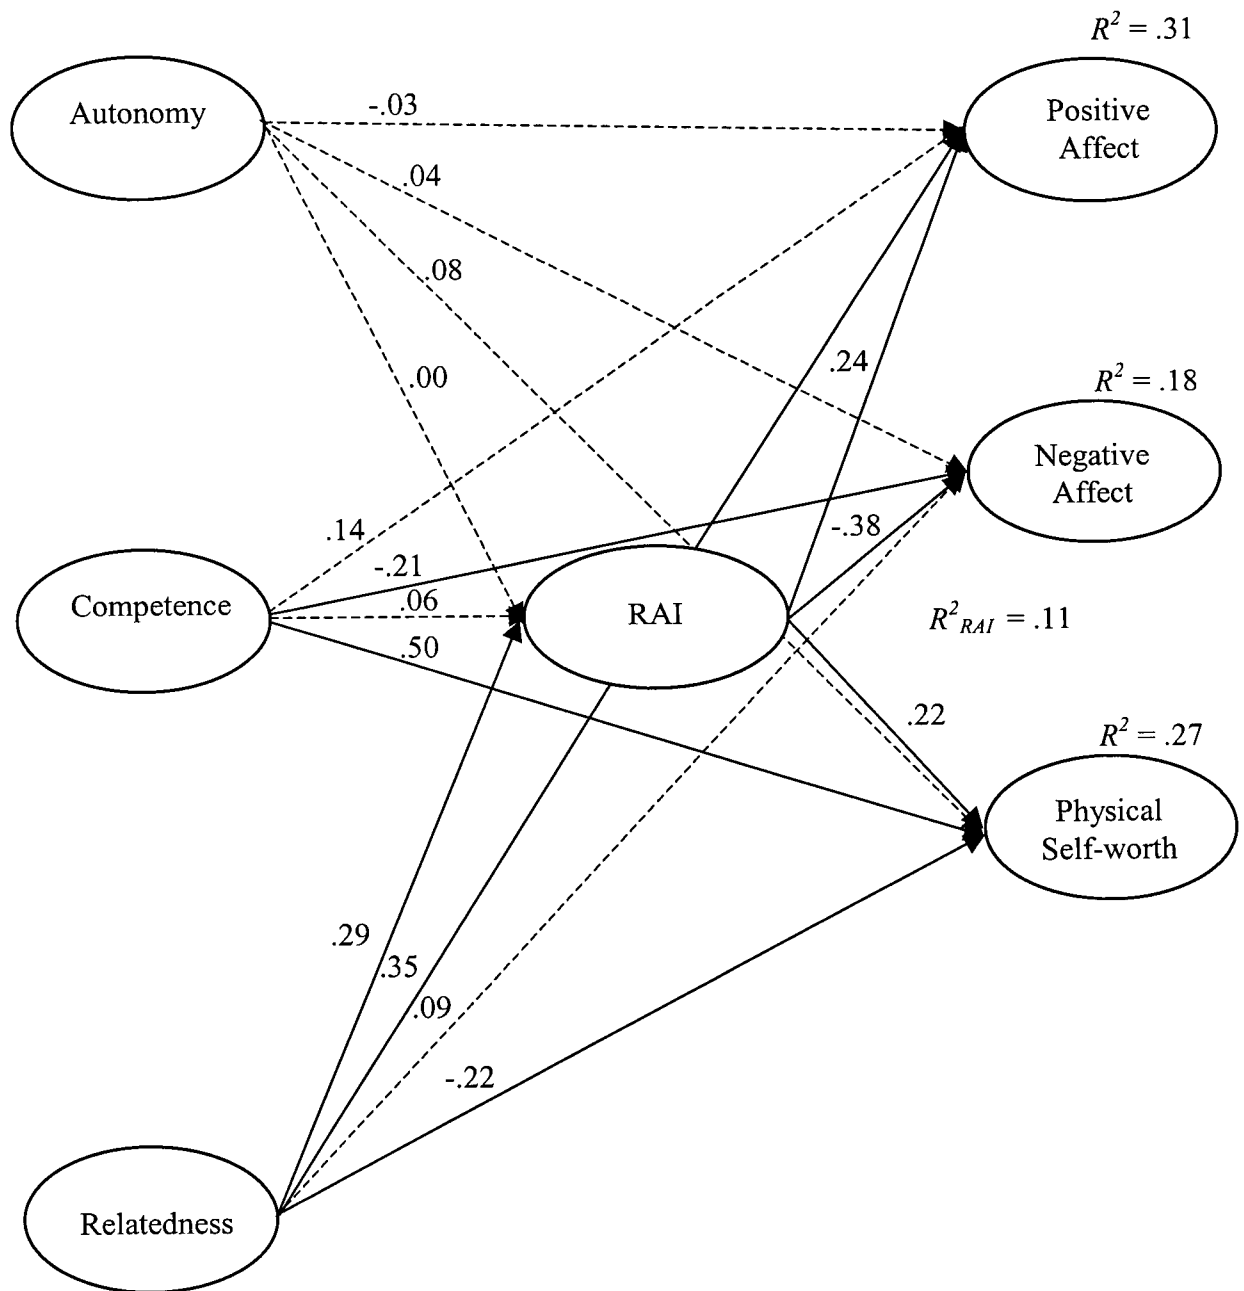 R² = .31
Autonomy
-.03
Positive
Affect
.04
.08
.24
R² = .18
.00
Negative
Affect
.14
-.21
-.38
Competence
.06
RAI
R²RAI = .11
.50
.22
R² = .27
Physical
Self-worth
.29
.35
.09
-.22
Relatedness